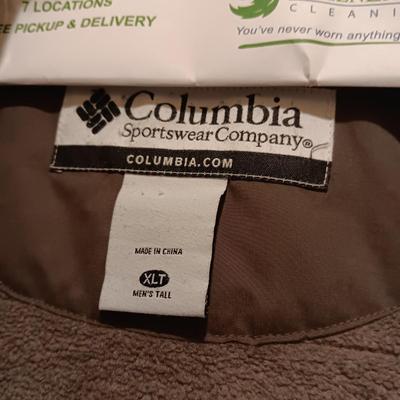 7 LOCATIONS
PICKUP & DELIVERY
You've never worn anything
Columbia
Sportswear Company®
COLUMBIA.COM
MADE IN CHINA
XLT
MEN'S TALL